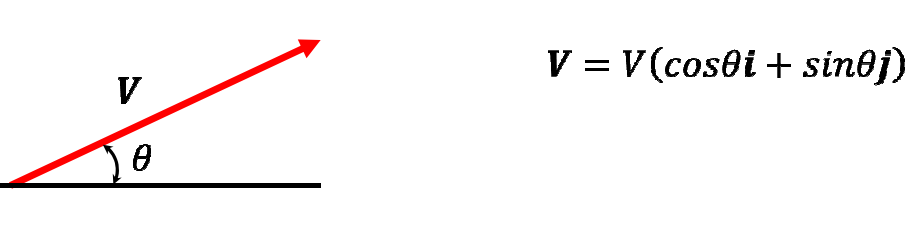 𝑽 = 𝑉(𝑐𝑜𝑠𝜃𝒊 + 𝑠𝑖𝑛𝜃𝒋)
𝑽
𝜃